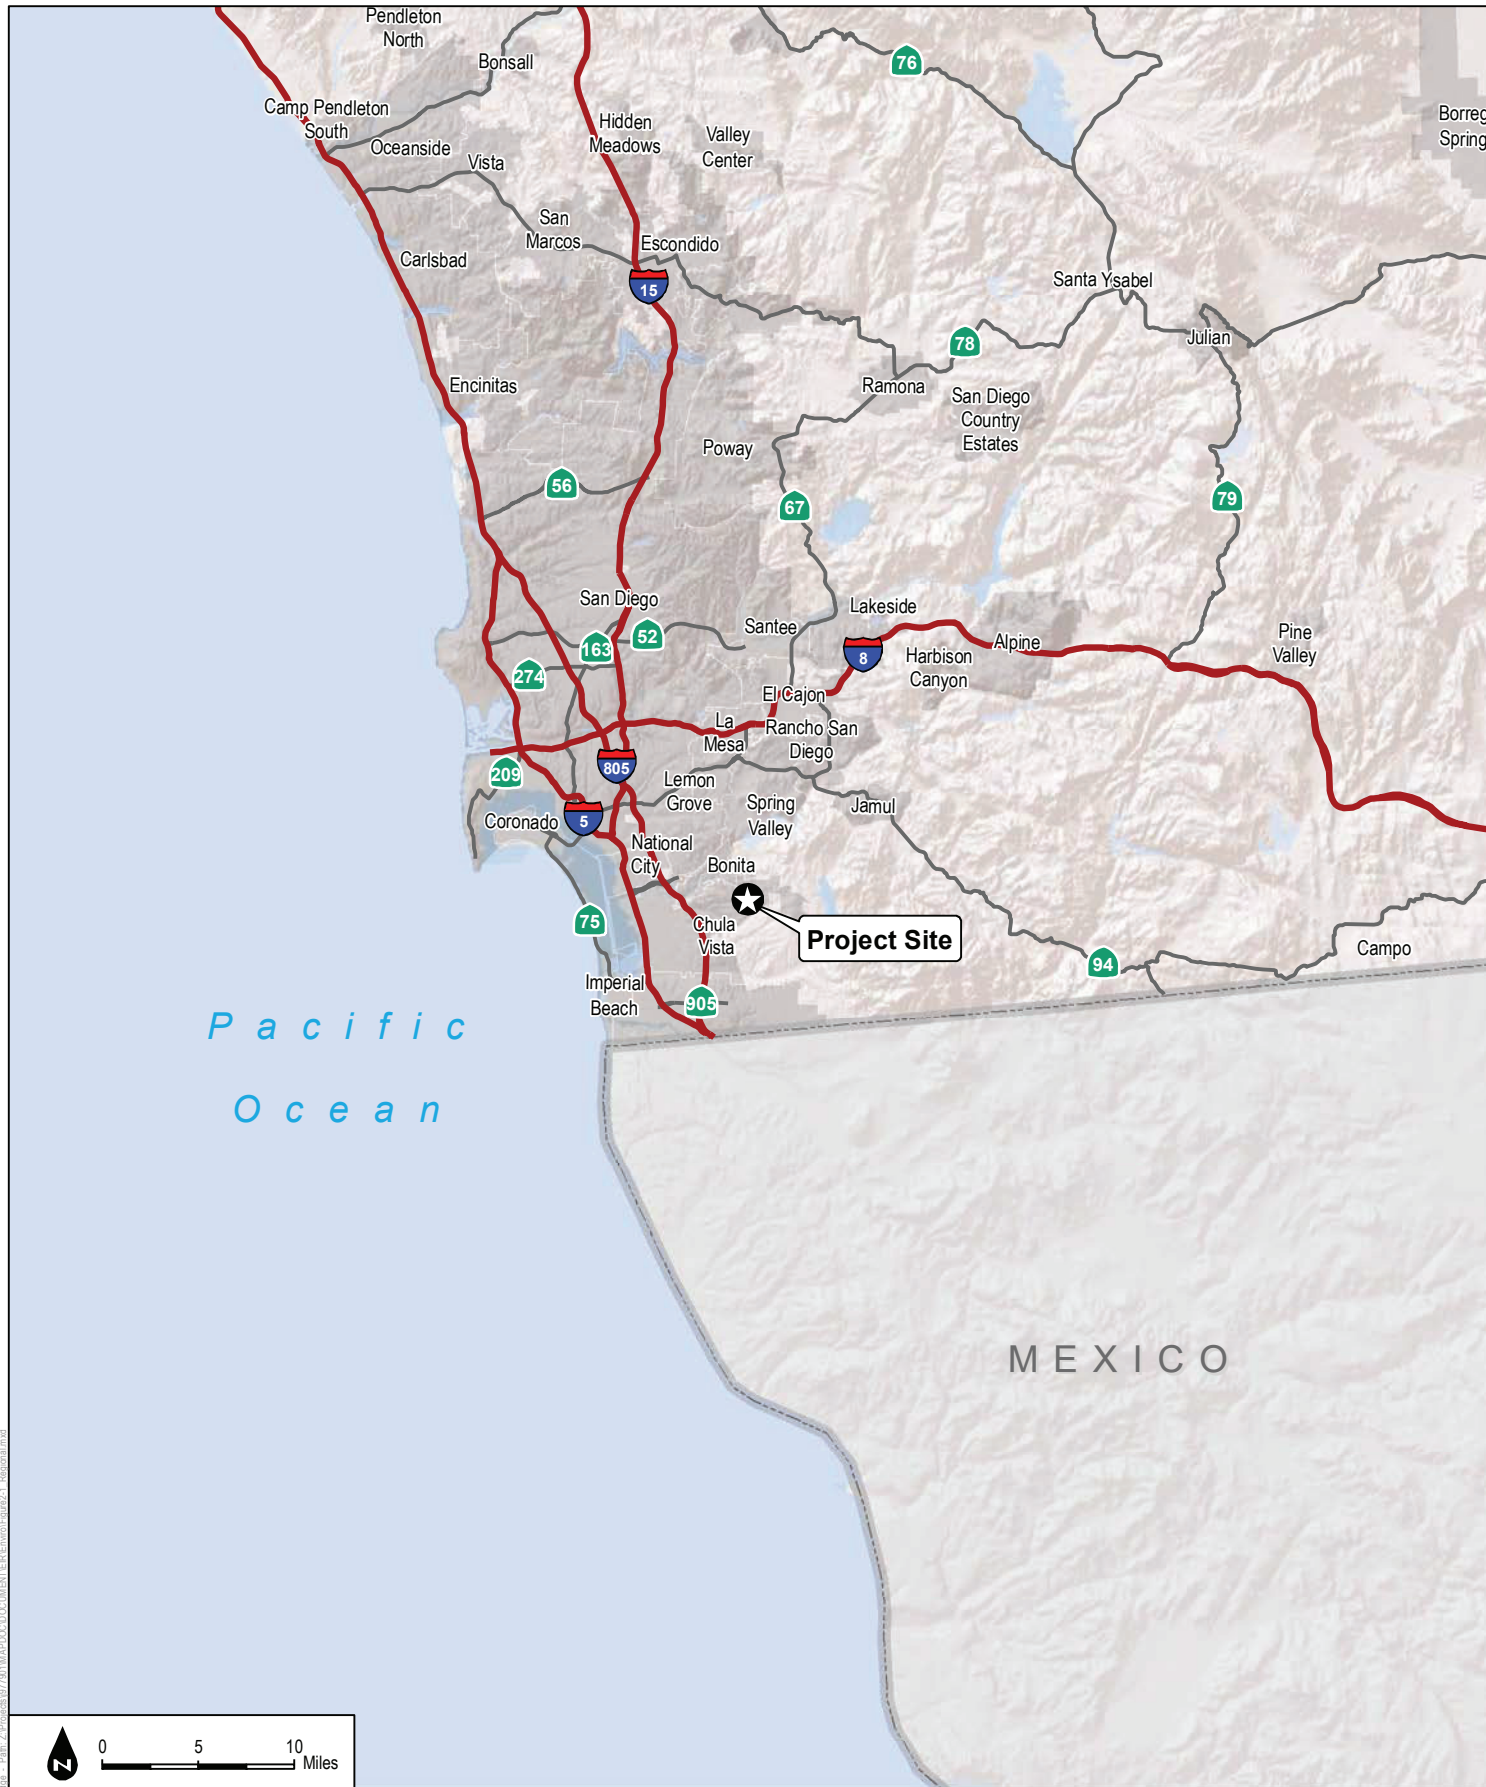 Pendleton
North
Bonsall
76
Camp Pendleton
South
Hidden
Meadows
Valley
Center
Borreg
Spring
Oceanside
Vista
San
Marcos
Escondido
Carlsbad
15
Santa Ysabel
78
Julian
Encinitas
Ramona
San Diego
Country
Estates
Poway
56
67
79
San Diego
Lakeside
Santee
163
52
Alpine
Pine
Valley
8
Harbison
Canyon
274
El Cajon
La
Mesa
Rancho San
Diego
209
805
Lemon
Grove
Spring
Valley
Jamul
Coronado
5
National
City
Bonita
75
Chula
Vista
Project Site
94
Campo
Imperial
Beach
905
Pacific
Ocean
MEXICO
N
0 5 10
Miles